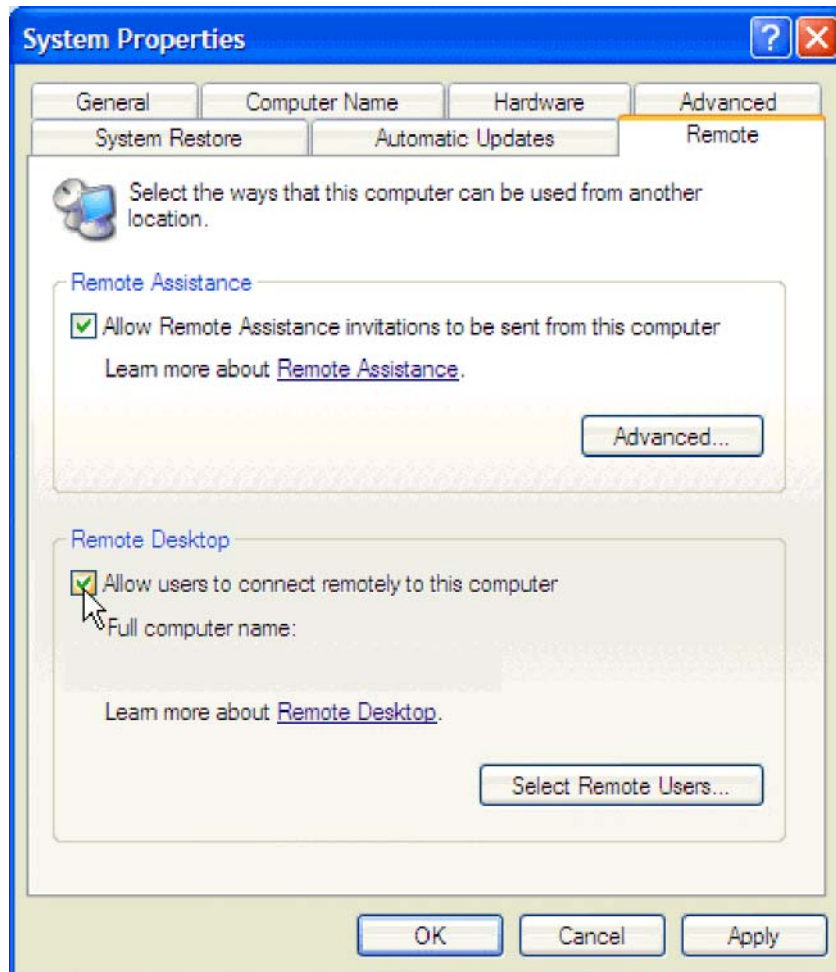 System Properties
General Computer Name Hardware Advanced
System Restore Automatic Updates Remote
Select the ways that this computer can be used from another
location.
Remote Assistance
Allow Remote Assistance invitations to be sent from this computer
Learn more about Remote Assistance.
Advanced...
Remote Desktop
Allow users to connect remotely to this computer
Full computer name:
Learn more about Remote Desktop.
Select Remote Users...
OK Cancel Apply